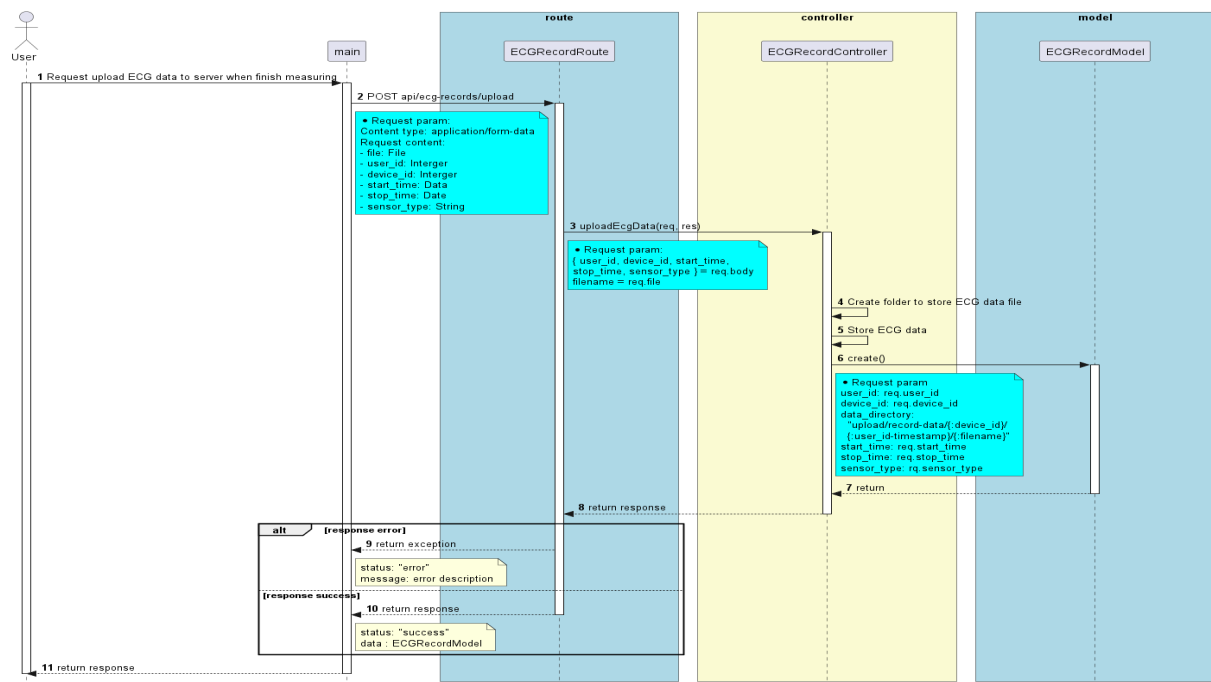 route
controller
model
User
main
ECGRecordRoute
ECGRecordController
ECGRecordModel
1 Request upload ECG data to server when finish measuring
2 POST api/ecg-records/upload
• Request param:
Content type: application/form-data
Request content:
- file: File
- user_id: Interger
- device_id: Interger
- start_time: Data
- stop_time: Date
- sensor_type: String
3 uploadEcgData(req, res)
• Request param:
{ user_id, device_id, start_time,
stop_time, sensor_type } = req.body
filename = req.file
4 Create folder to store ECG data file
5 Store ECG data
6 create()
• Request param
user_id: req.user_id
device_id: req.device_id
data_directory:
"upload/record-data/{:device_id}/
{:user_id-timestamp}/{:filename}"
start_time: req.start_time
stop_time: req.stop_time
sensor_type: rq.sensor_type
7 return
8 return response
alt [response error]
9 return exception
status: "error"
message: error description
[response success]
10 return response
status: "success"
data : ECGRecordModel
11 return response